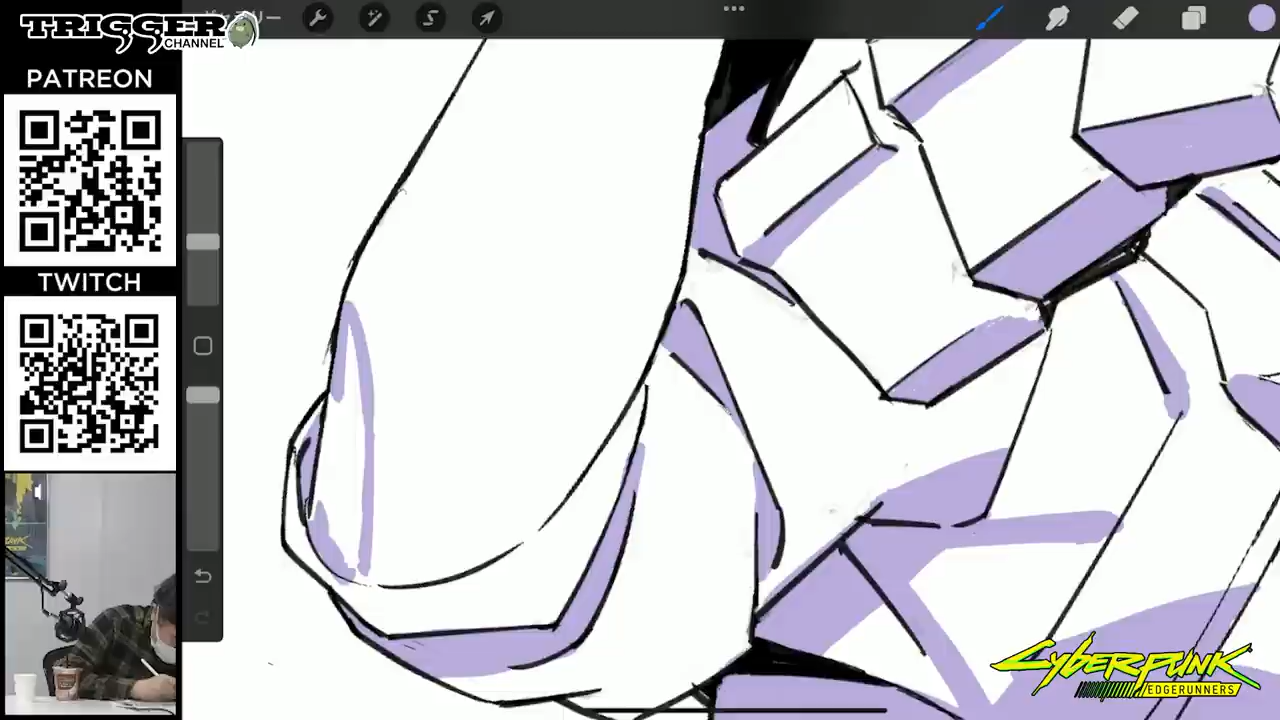 TRIGGER
CHANNEL
PATREON
TWITCH
CYBERPUNK
EDGERUNNERS